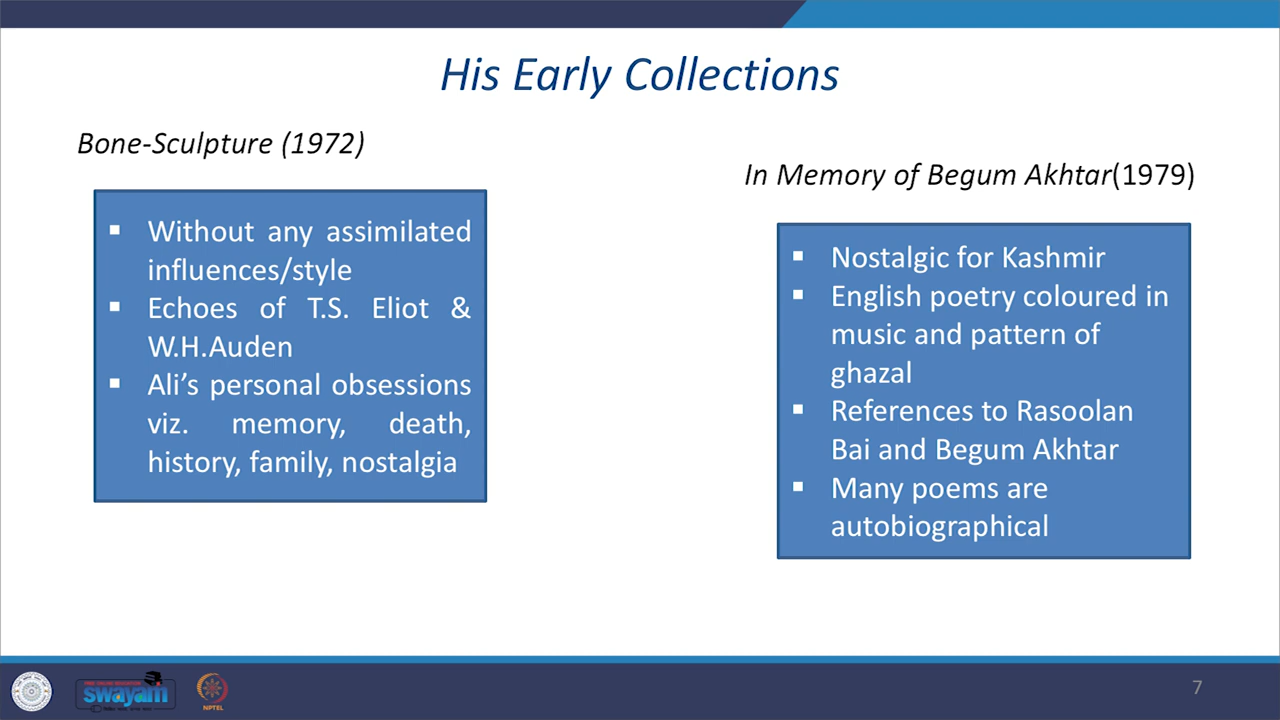 His Early Collections
Bone-Sculpture (1972)
▪ Without any assimilated
influences/style
▪ Echoes of T.S. Eliot &
W.H.Auden
▪ Ali's personal obsessions
viz. memory, death,
history, family, nostalgia
In Memory of Begum Akhtar(1979)
▪ Nostalgic for Kashmir
▪ English poetry coloured in
music and pattern of
ghazal
▪ References to Rasoolan
Bai and Begum Akhtar
▪ Many poems are
autobiographical
swayam
NPTEL
7